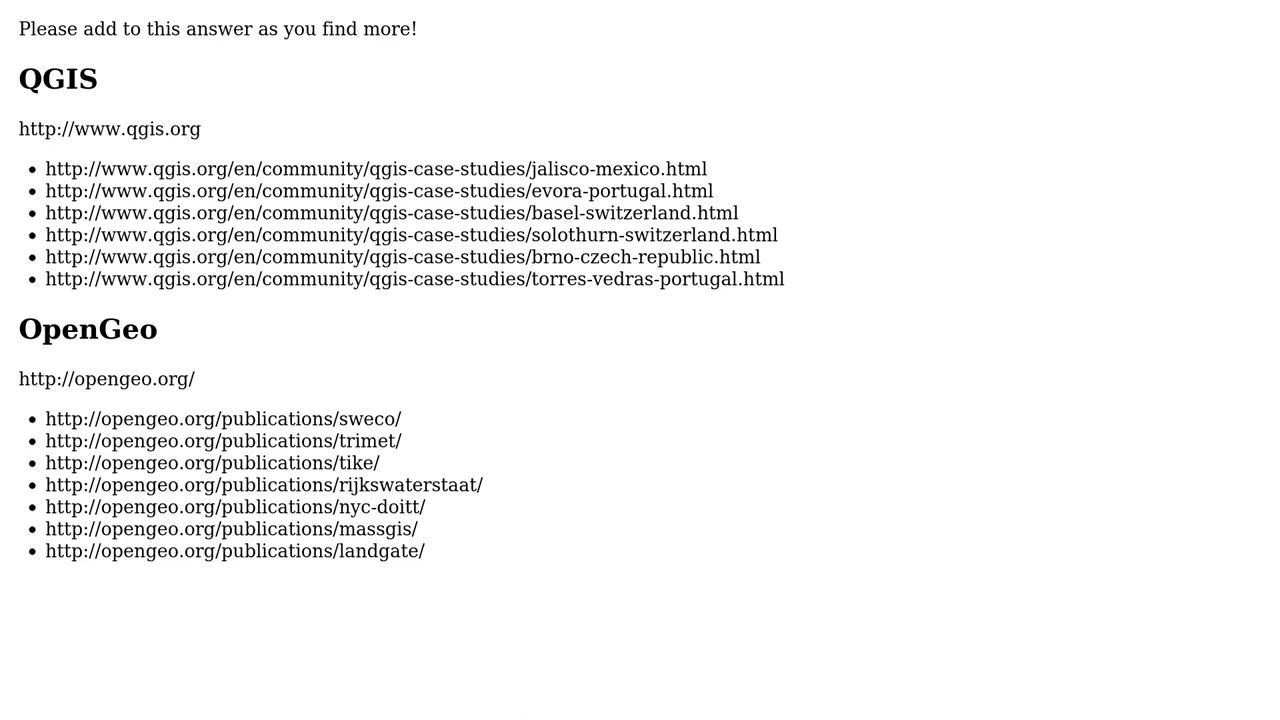 Please add to this answer as you find more!
QGIS
http://www.qgis.org
http://www.qgis.org/en/community/qgis-case-studies/jalisco-mexico.html
http://www.qgis.org/en/community/qgis-case-studies/evora-portugal.html
http://www.qgis.org/en/community/qgis-case-studies/basel-switzerland.html
http://www.qgis.org/en/community/qgis-case-studies/solothurn-switzerland.html
http://www.qgis.org/en/community/qgis-case-studies/brno-czech-republic.html
http://www.qgis.org/en/community/qgis-case-studies/torres-vedras-portugal.html
OpenGeo
http://opengeo.org/
http://opengeo.org/publications/sweco/
http://opengeo.org/publications/trimet/
http://opengeo.org/publications/tike/
http://opengeo.org/publications/rijkswaterstaat/
http://opengeo.org/publications/nyc-doitt/
http://opengeo.org/publications/massgis/
http://opengeo.org/publications/landgate/